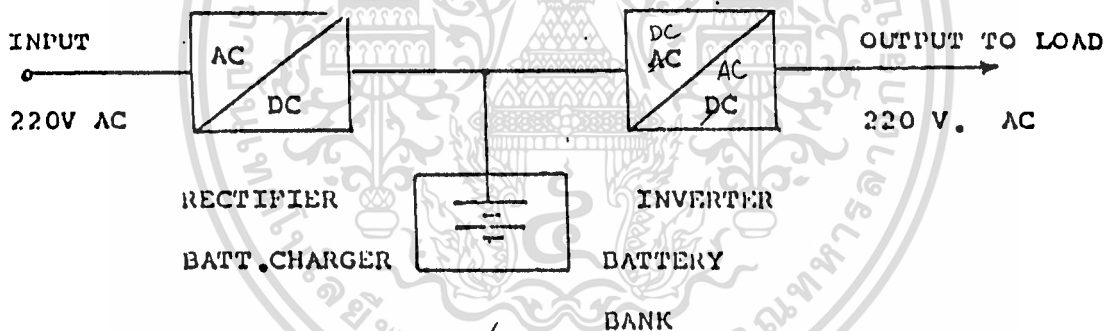 INPUT
220V AC
AC
DC
DC
AC
AC
DC
OUTPUT TO LOAD
220 V. AC
RECTIFIER
BATT.CHARGER
INVERTER
BATTERY
BANK